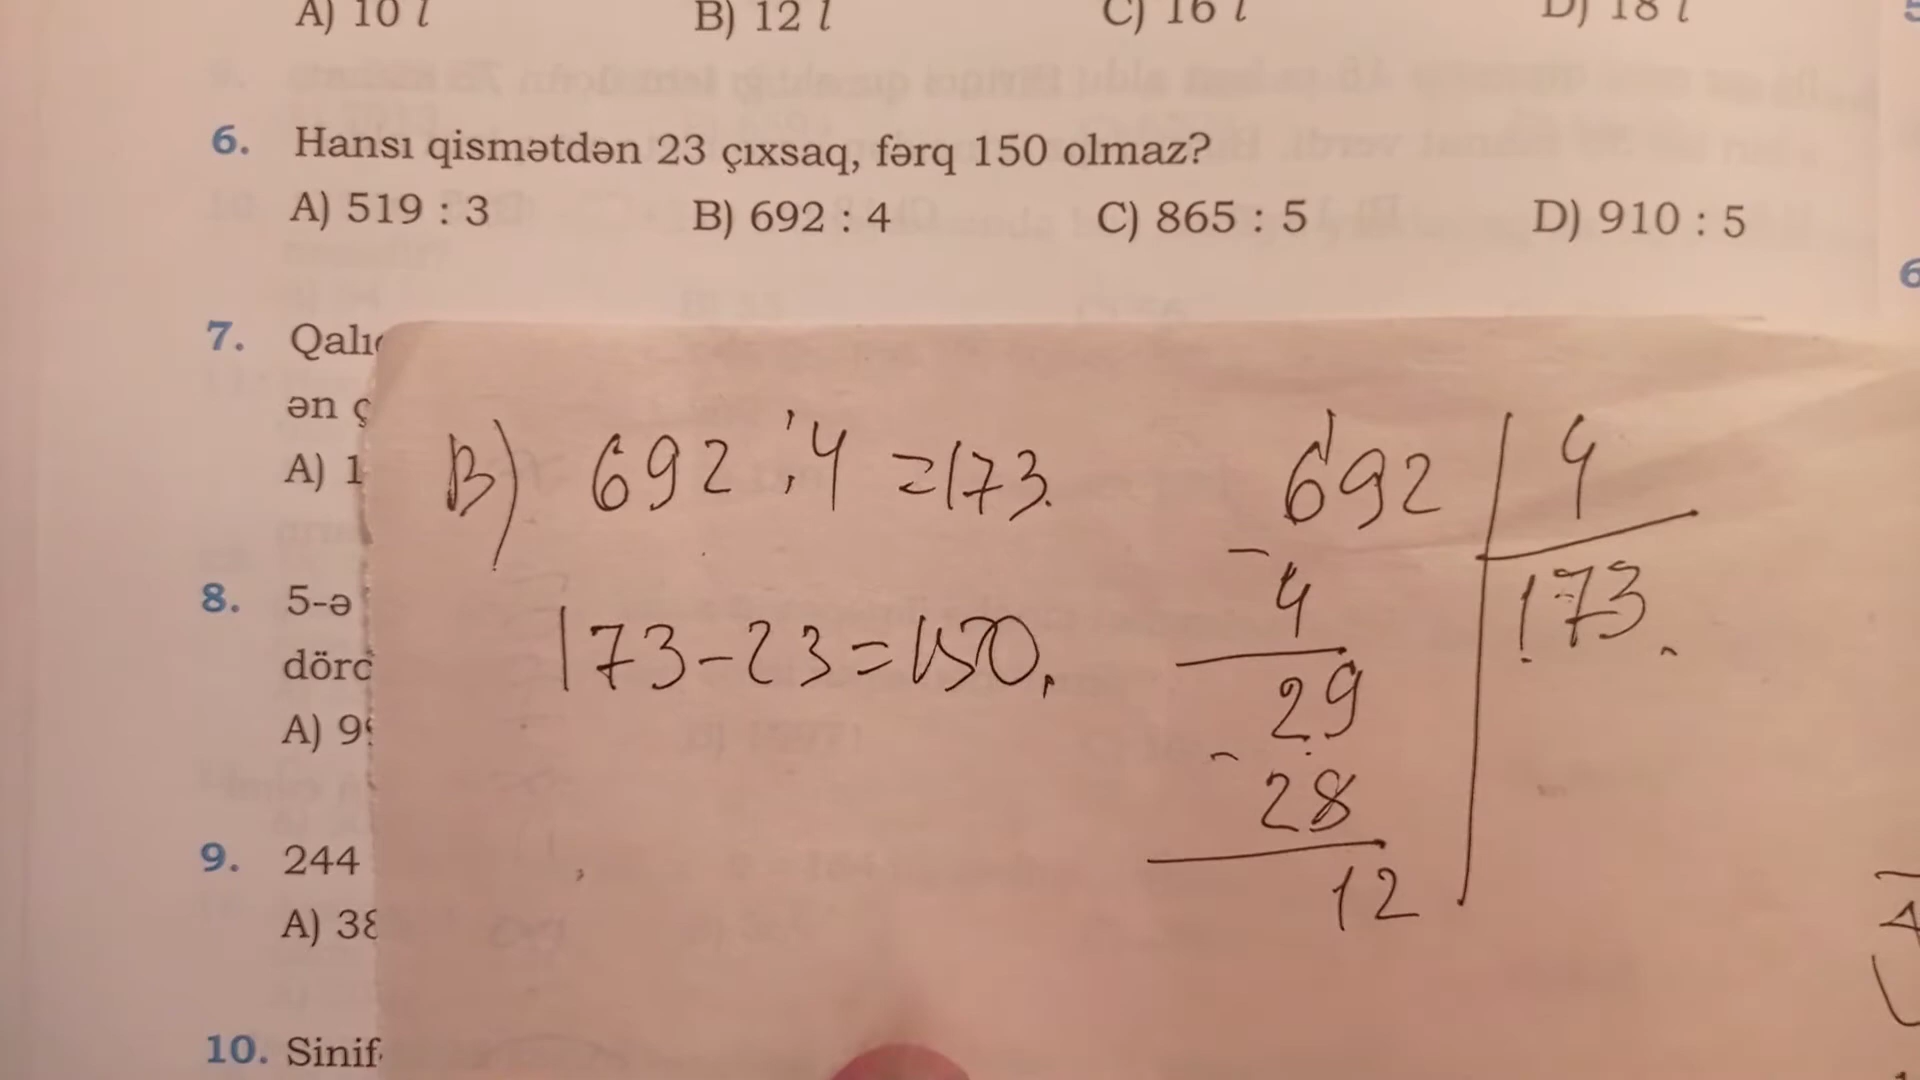 A) 10 l B) 12 l C) 16 l D) 18 l
6. Hansı qismətdən 23 çıxsaq, fərq 150 olmaz?
A) 519 : 3 B) 692 : 4 C) 865 : 5 D) 910 : 5
7.
ən
A) 1
8. 5-ə
A) 9
9. 244
A) 38
10. Sinif
B) 692 : 4 = 173.
173 - 23 = 150.
692 4
- 4 173.
29
- 28
12
6